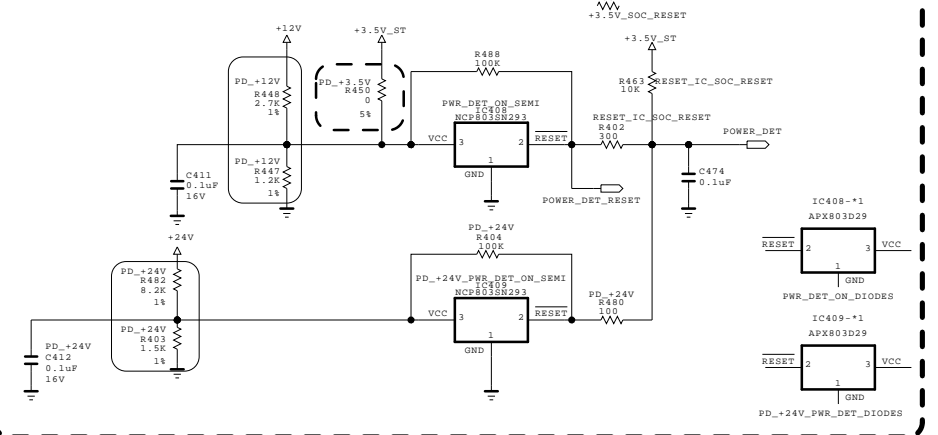 +3.5V_SOC_RESET
+12V
+3.5V_ST
+3.5V_ST
R488
100K
PD_+12V
R448
2.7K
1%
PD_+3.5V
R450
0
5%
R463
10K
RESET_IC_SOC_RESET
PWR_DET_ON_SEMI
IC408
NCP803SN293
RESET_IC_SOC_RESET
R402
300
POWER_DET
VCC
3
2
RESET
1
GND
PD_+12V
R447
1.2K
1%
C411
0.1uF
16V
C474
0.1uF
POWER_DET_RESET
IC408-*1
APX803D29
RESET
2
3
VCC
1
GND
PWR_DET_ON_DIODES
+24V
PD_+24V
R404
100K
PD_+24V
R482
8.2K
1%
PD_+24V_PWR_DET_ON_SEMI
IC409
NCP803SN293
PD_+24V
R480
100
VCC
3
2
RESET
1
GND
PD_+24V
R403
1.5K
1%
PD_+24V
C412
0.1uF
16V
IC409-*1
APX803D29
RESET
2
3
VCC
1
GND
PD_+24V_PWR_DET_DIODES